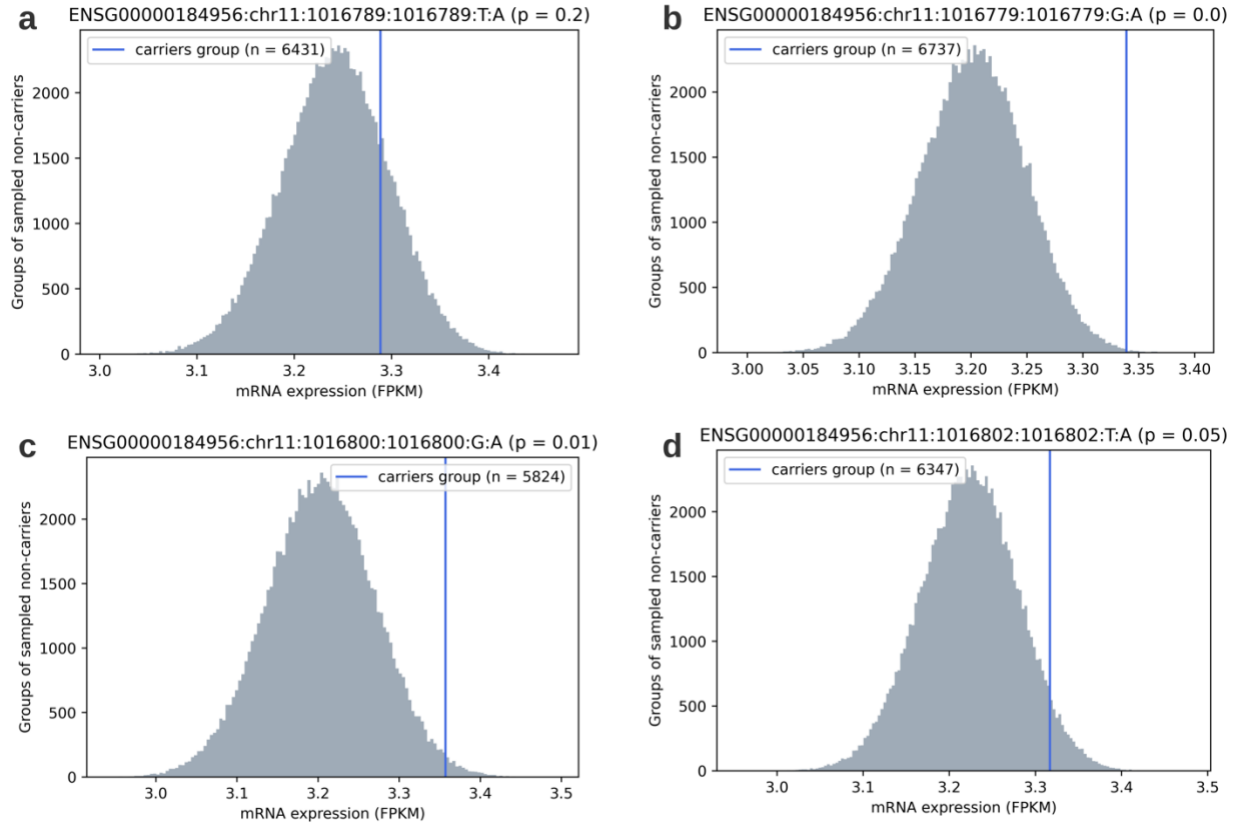 a
ENSG00000184956:chr11:1016789:1016789:T:A (p = 0.2)
carriers group (n = 6431)
Groups of sampled non-carriers
2000
1500
1000
500
0
3.0 3.1 3.2 3.3 3.4
mRNA expression (FPKM)
b
ENSG00000184956:chr11:1016779:1016779:G:A (p = 0.0)
carriers group (n = 6737)
Groups of sampled non-carriers
2000
1500
1000
500
0
3.00 3.05 3.10 3.15 3.20 3.25 3.30 3.35 3.40
mRNA expression (FPKM)
c
ENSG00000184956:chr11:1016800:1016800:G:A (p = 0.01)
carriers group (n = 5824)
Groups of sampled non-carriers
2000
1500
1000
500
0
3.0 3.1 3.2 3.3 3.4 3.5
mRNA expression (FPKM)
d
ENSG00000184956:chr11:1016802:1016802:T:A (p = 0.05)
carriers group (n = 6347)
Groups of sampled non-carriers
2000
1500
1000
500
0
3.0 3.1 3.2 3.3 3.4 3.5
mRNA expression (FPKM)